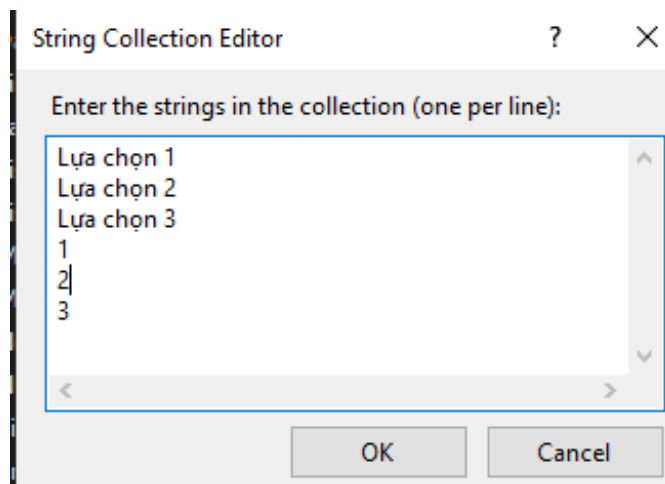 String Collection Editor
Enter the strings in the collection (one per line):
Lựa chọn 1
Lựa chọn 2
Lựa chọn 3
1
2
3
OK Cancel